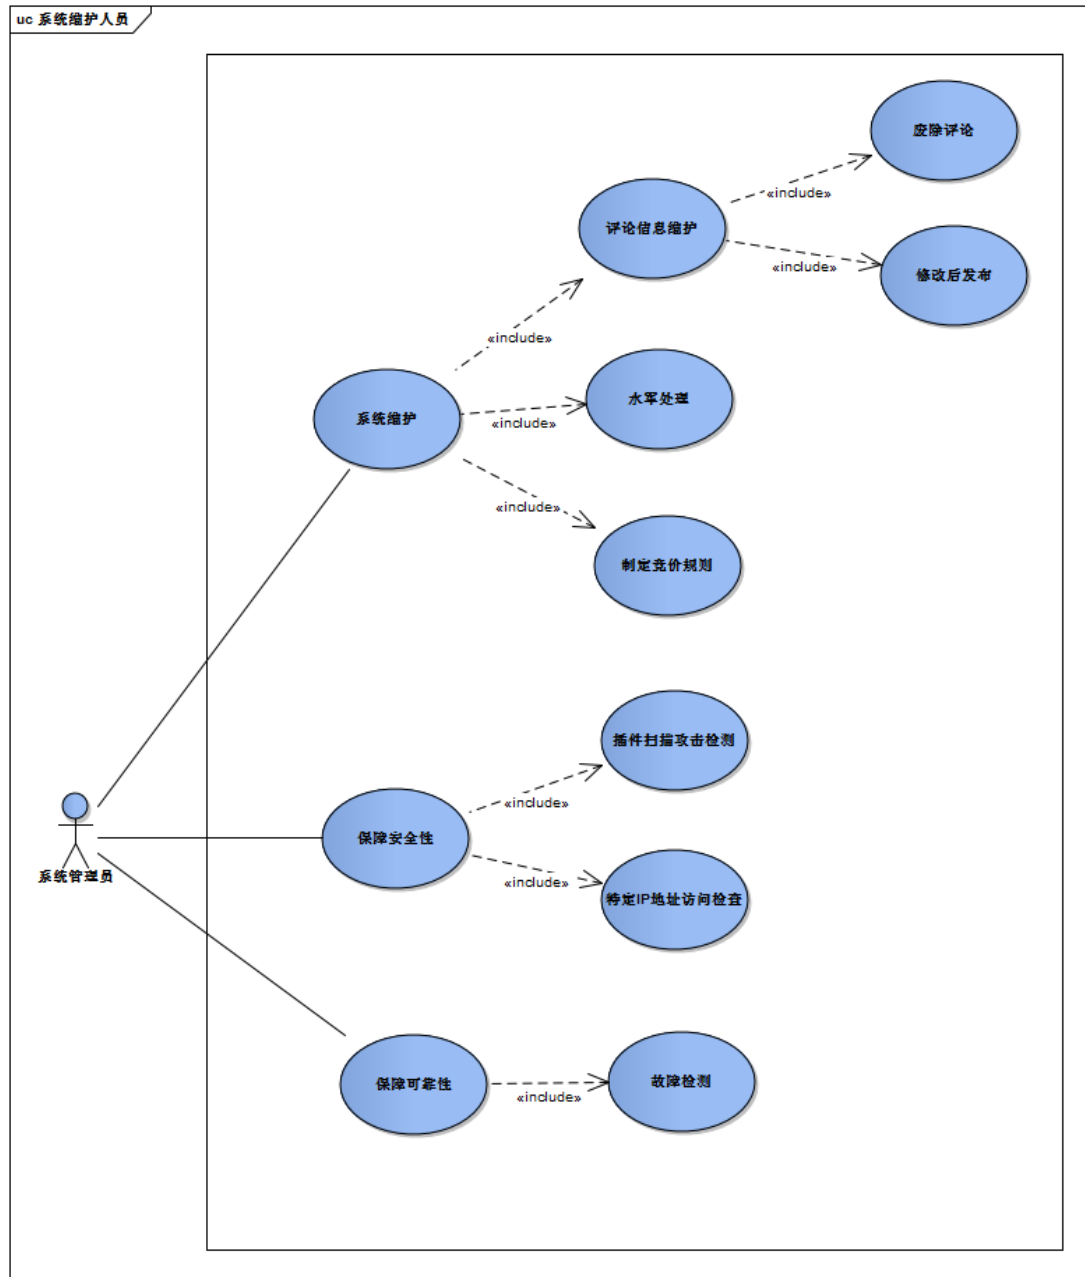 uc 系统维护人员
废除评论
«include»
评论信息维护
«include»
修改后发布
«include»
水军处理
系统维护
«include»
«include»
制定竞价规则
插件扫描攻击检测
«include»
保障安全性
系统管理员
«include»
特定IP地址访问检查
保障可靠性
故障检测
«include»